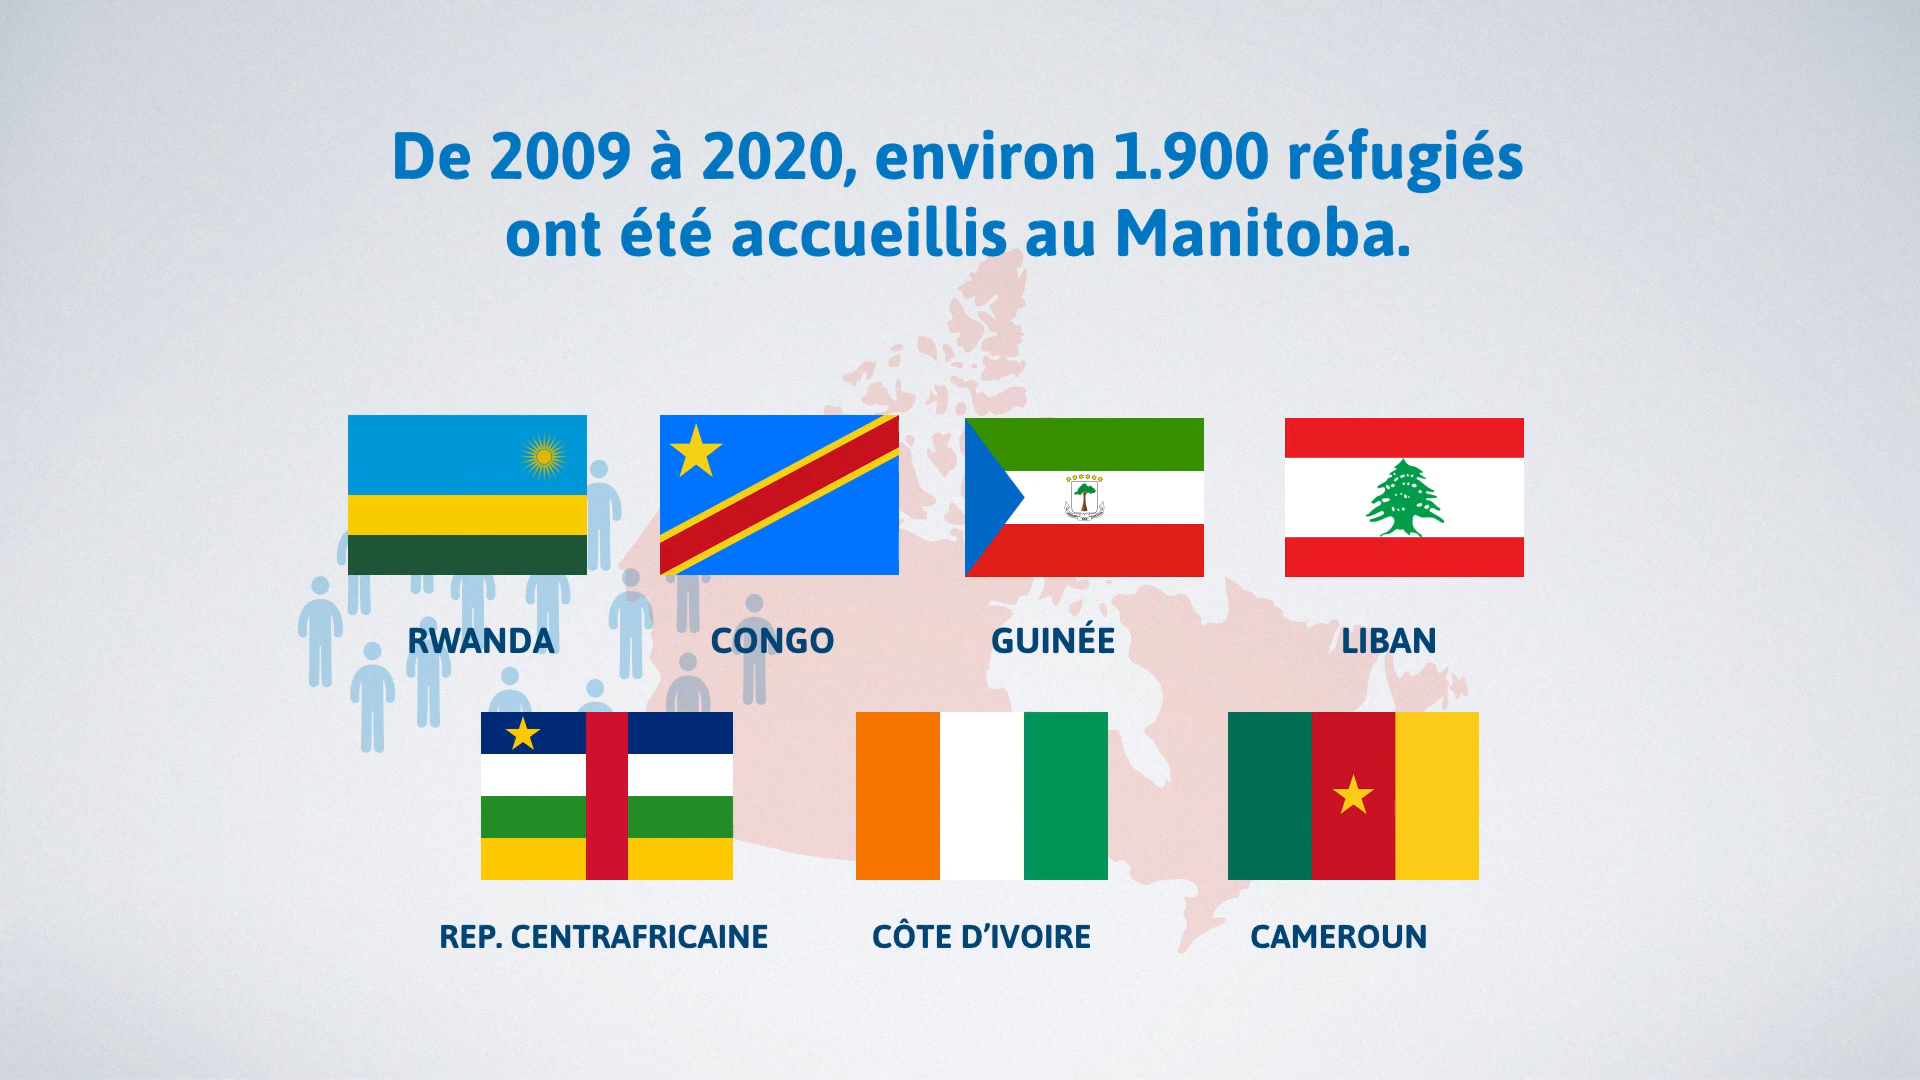 De 2009 à 2020, environ 1.900 réfugiés
ont été accueillis au Manitoba.
RWANDA
CONGO
GUINÉE
LIBAN
REP. CENTRAFRICAINE
CÔTE D’IVOIRE
CAMEROUN